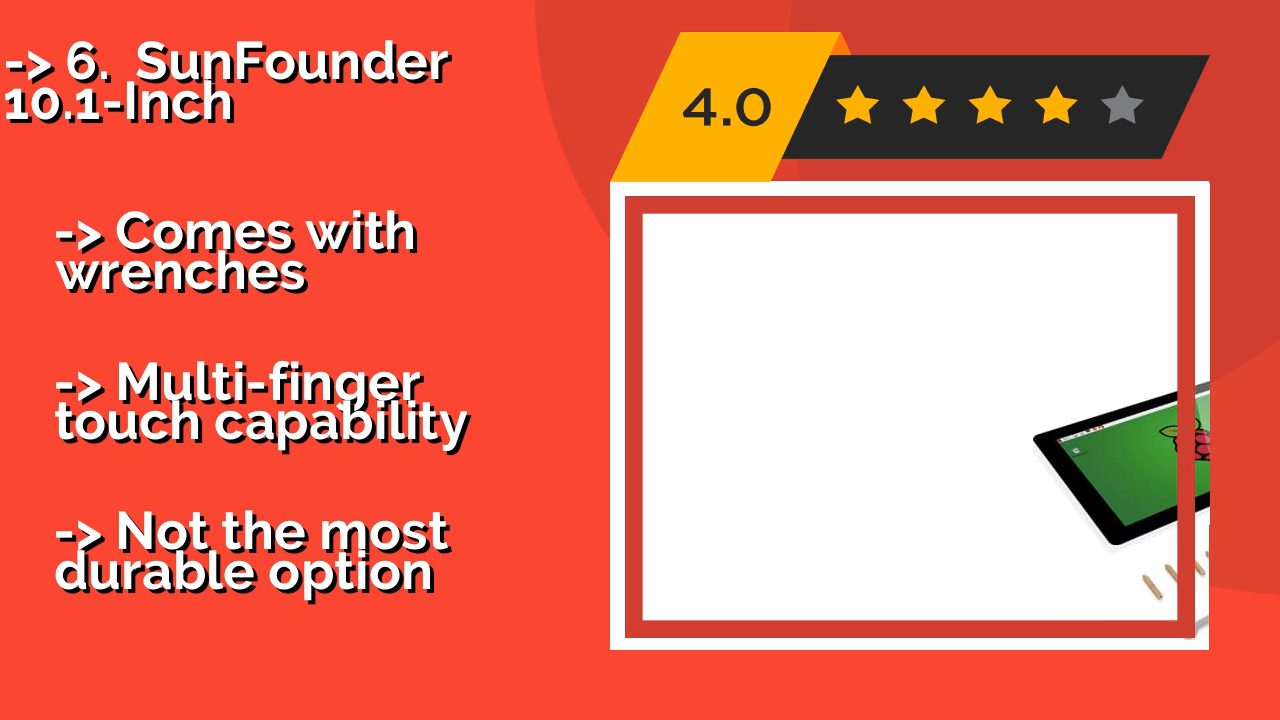 -> 6.  SunFounder
10.1-Inch
4.0
-> Comes with
wrenches
-> Multi-finger
touch capability
-> Not the most
durable option